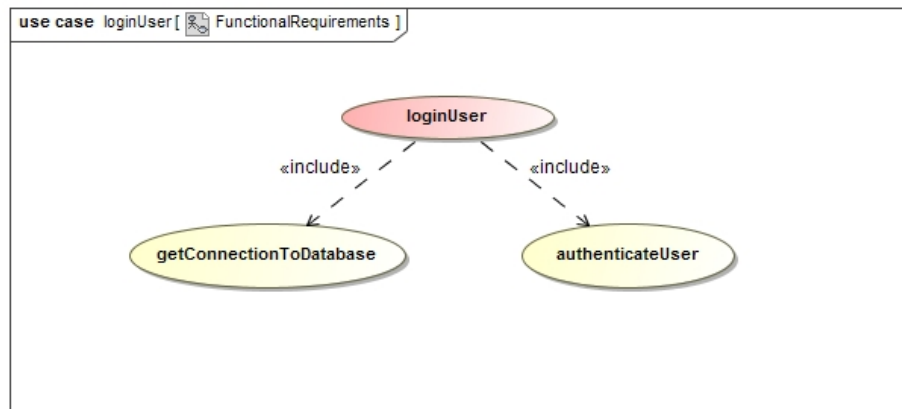 use case loginUser [ FunctionalRequirements ]
loginUser
«include» «include»
getConnectionToDatabase authenticateUser